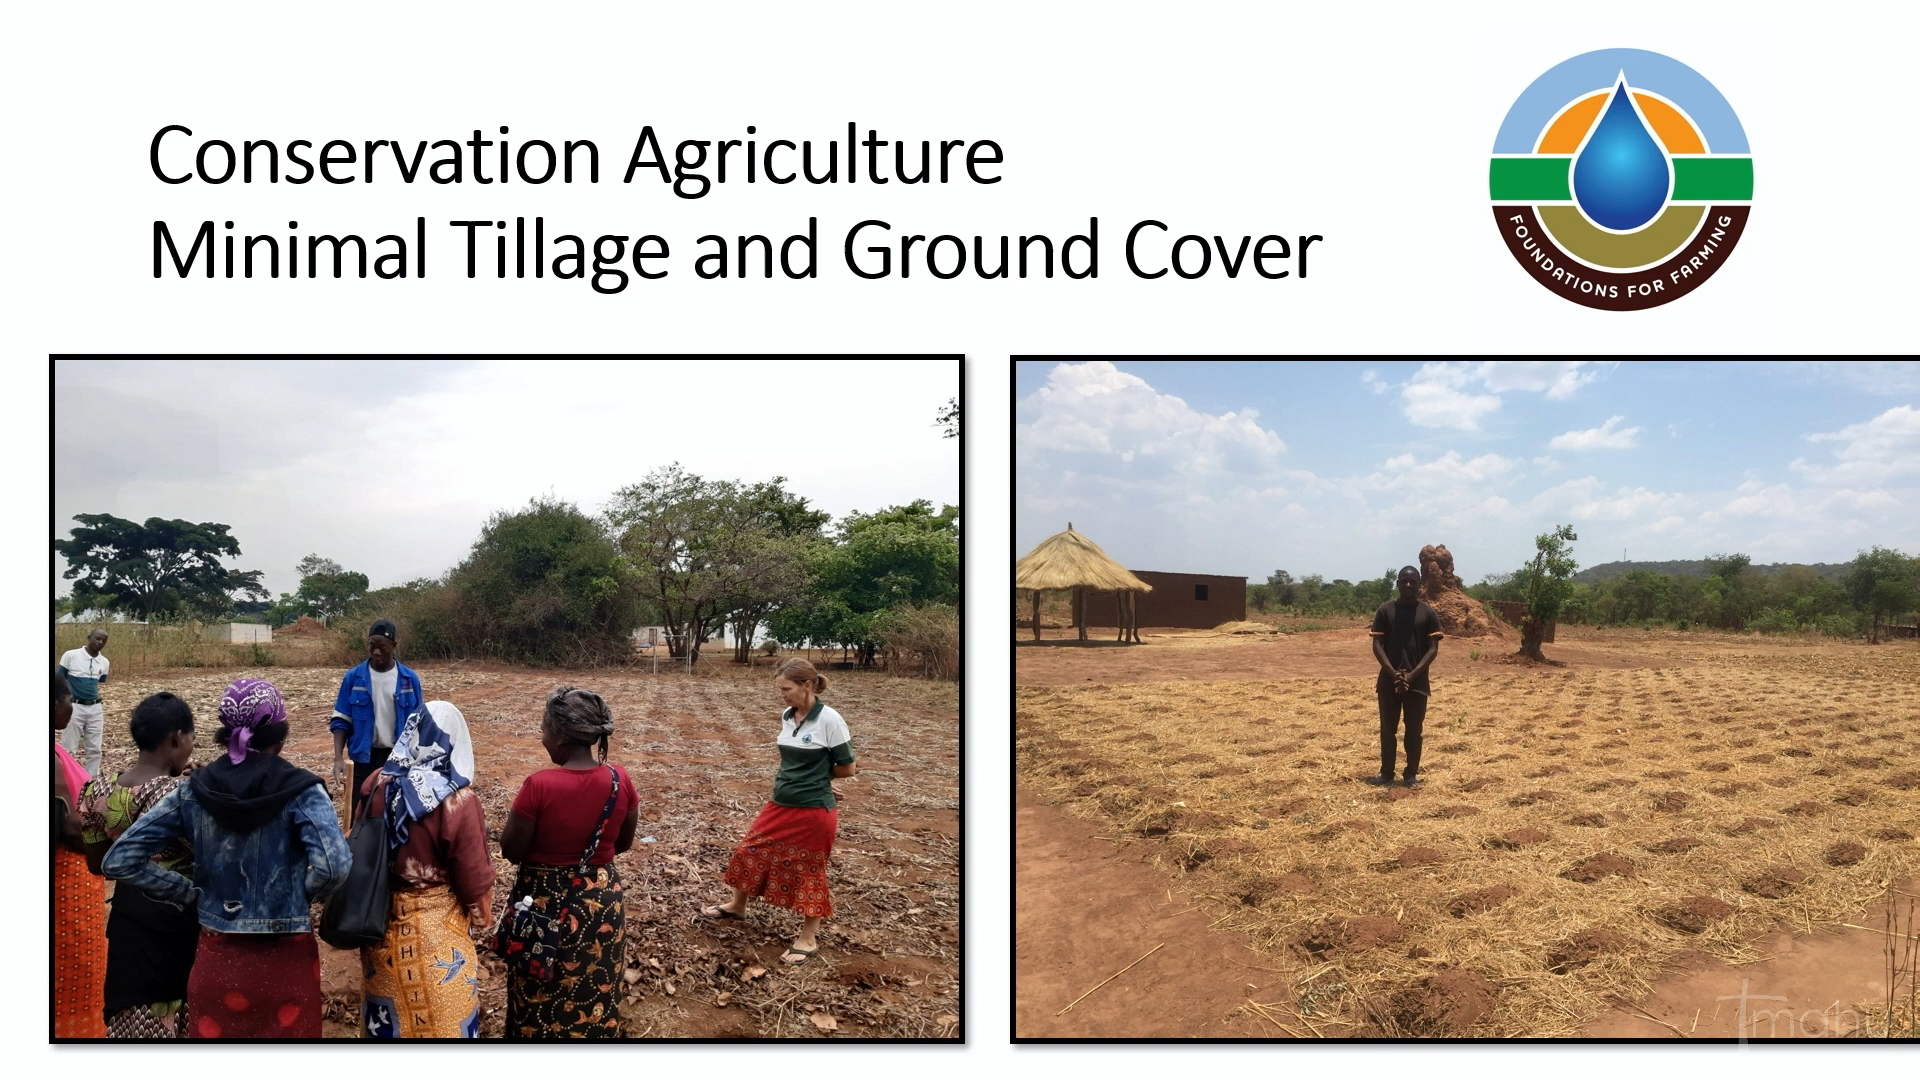 Conservation Agriculture
Minimal Tillage and Ground Cover
FOUNDATIONS FOR FARMING